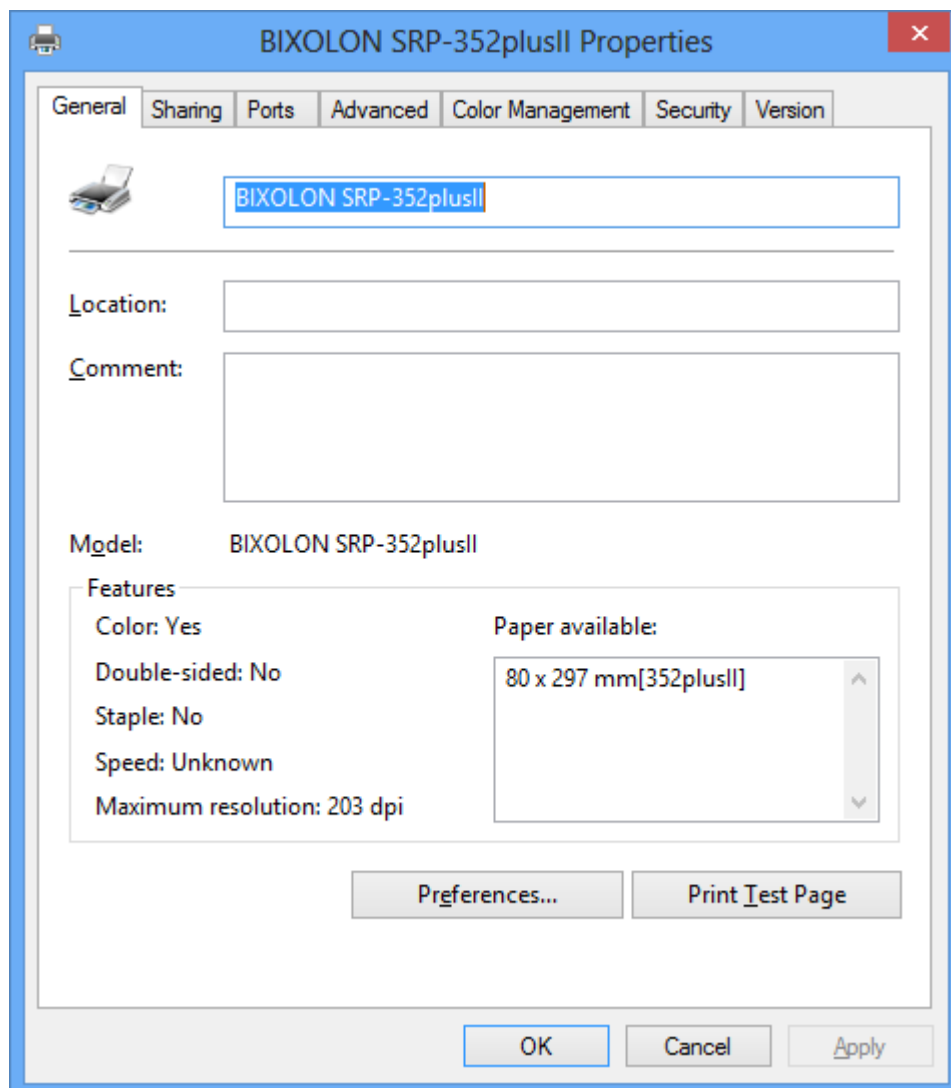 BIXOLON SRP-352plusII Properties
General Sharing Ports Advanced Color Management Security Version
BIXOLON SRP-352plusII
Location:
Comment:
Model: BIXOLON SRP-352plusII
Features
Color: Yes
Paper available:
Double-sided: No
80 x 297 mm[352plusII]
Staple: No
Speed: Unknown
Maximum resolution: 203 dpi
Preferences... Print Test Page
OK Cancel Apply